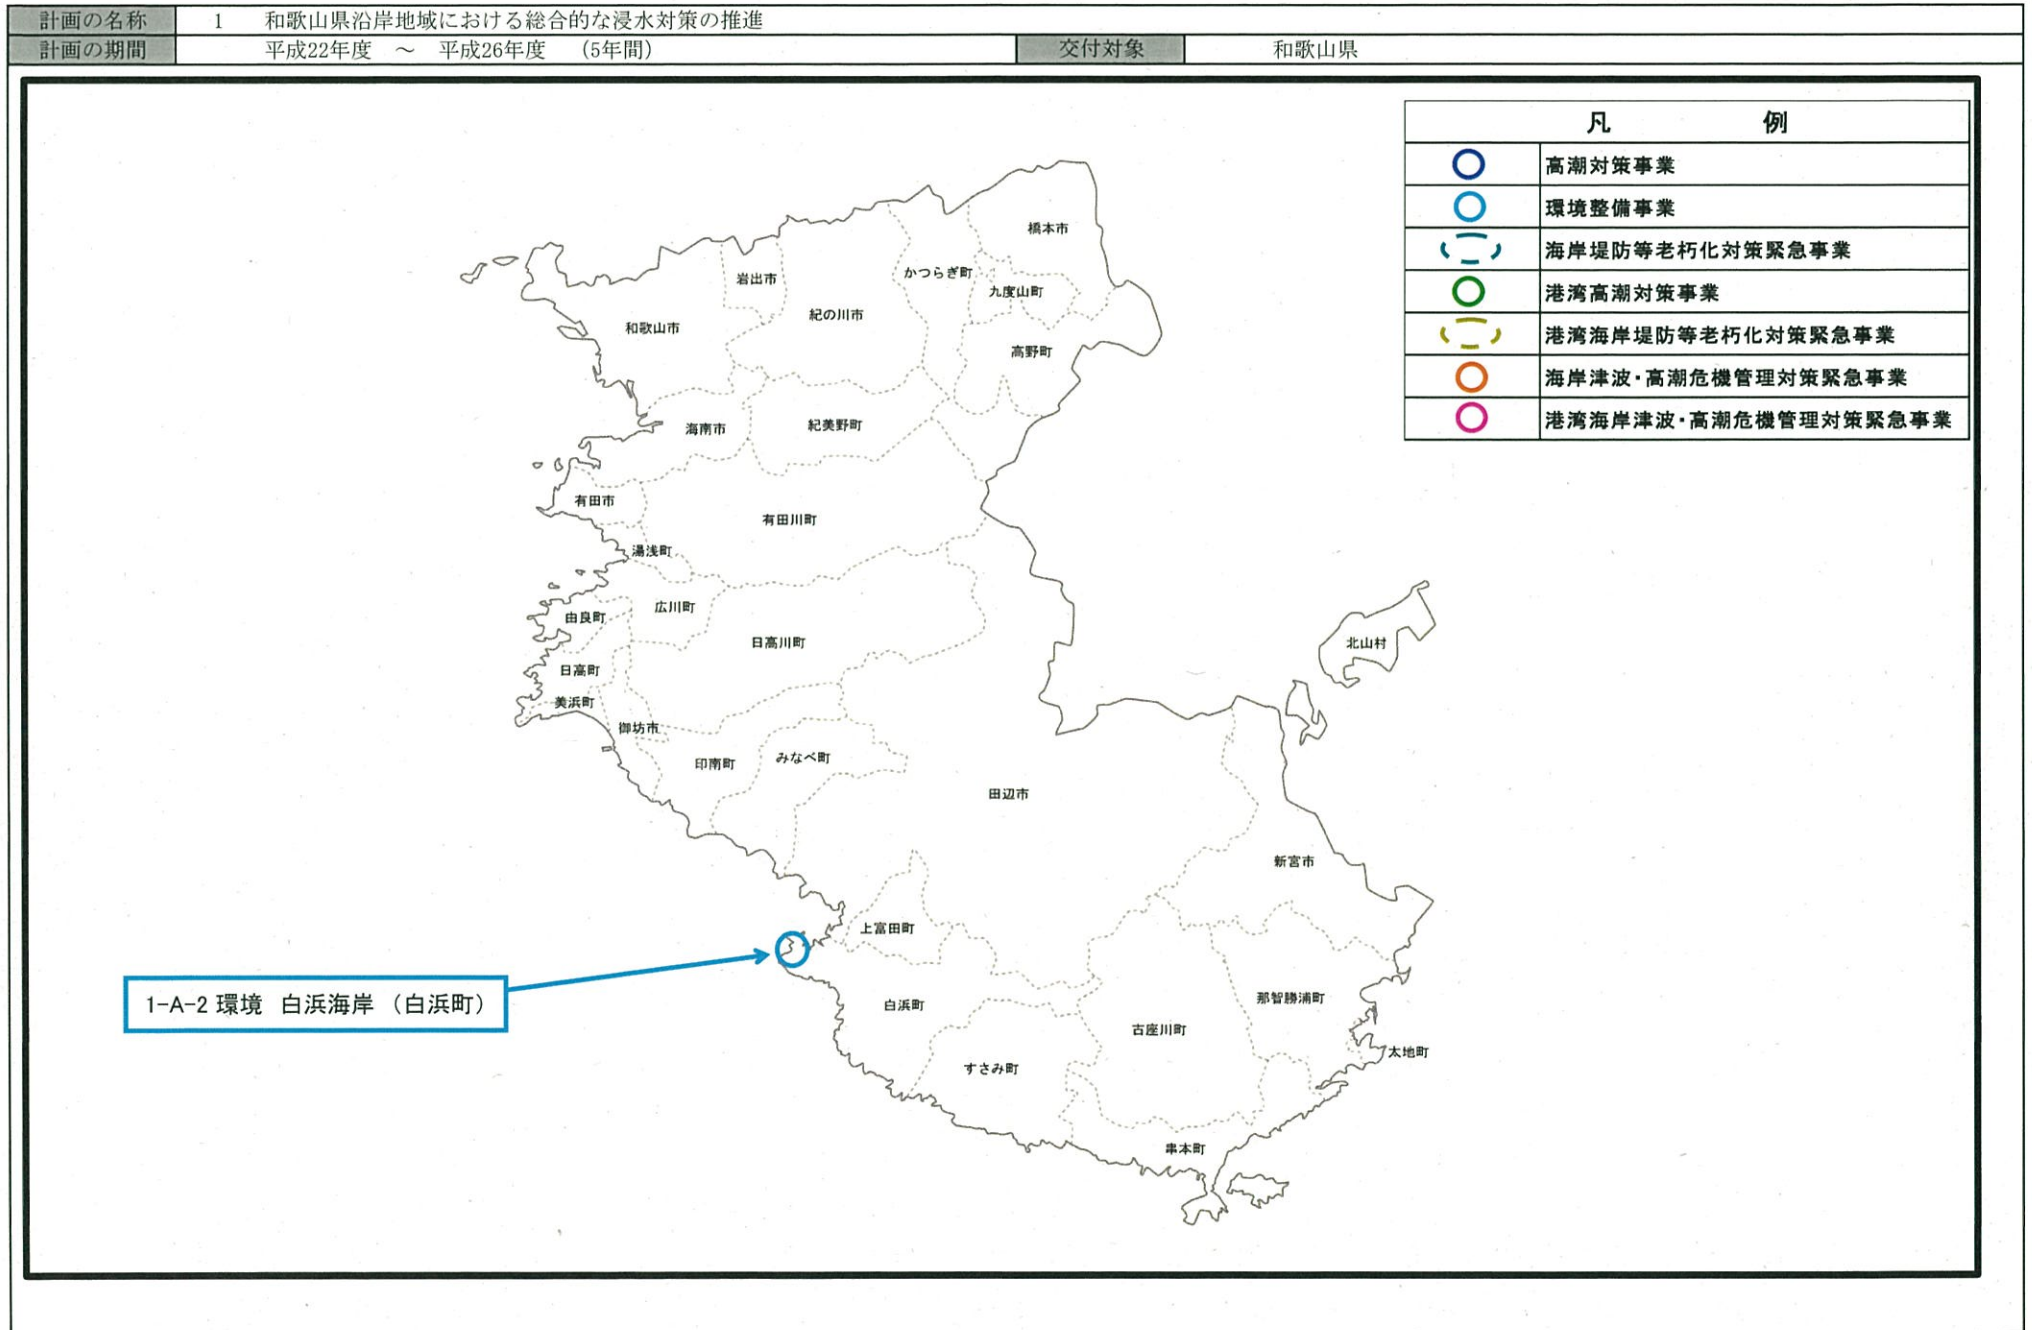 計画の名称 1 和歌山県沿岸地域における総合的な浸水対策の推進
計画の期間 平成22年度 ～ 平成26年度 （5年間） 交付対象 和歌山県
凡 例
高潮対策事業
環境整備事業
海岸堤防等老朽化対策緊急事業
港湾高潮対策事業
港湾海岸堤防等老朽化対策緊急事業
海岸津波・高潮危機管理対策緊急事業
港湾海岸津波・高潮危機管理対策緊急事業
橋本市
岩出市
かつらぎ町
九度山町
紀の川市
和歌山市
高野町
海南市
紀美野町
有田市
有田川町
湯浅町
広川町
由良町
日高川町
北山村
日高町
美浜町
御坊市
印南町
みなべ町
田辺市
新宮市
上富田町
1-A-2 環境 白浜海岸 （白浜町）
白浜町
那智勝浦町
古座川町
太地町
すさみ町
串本町